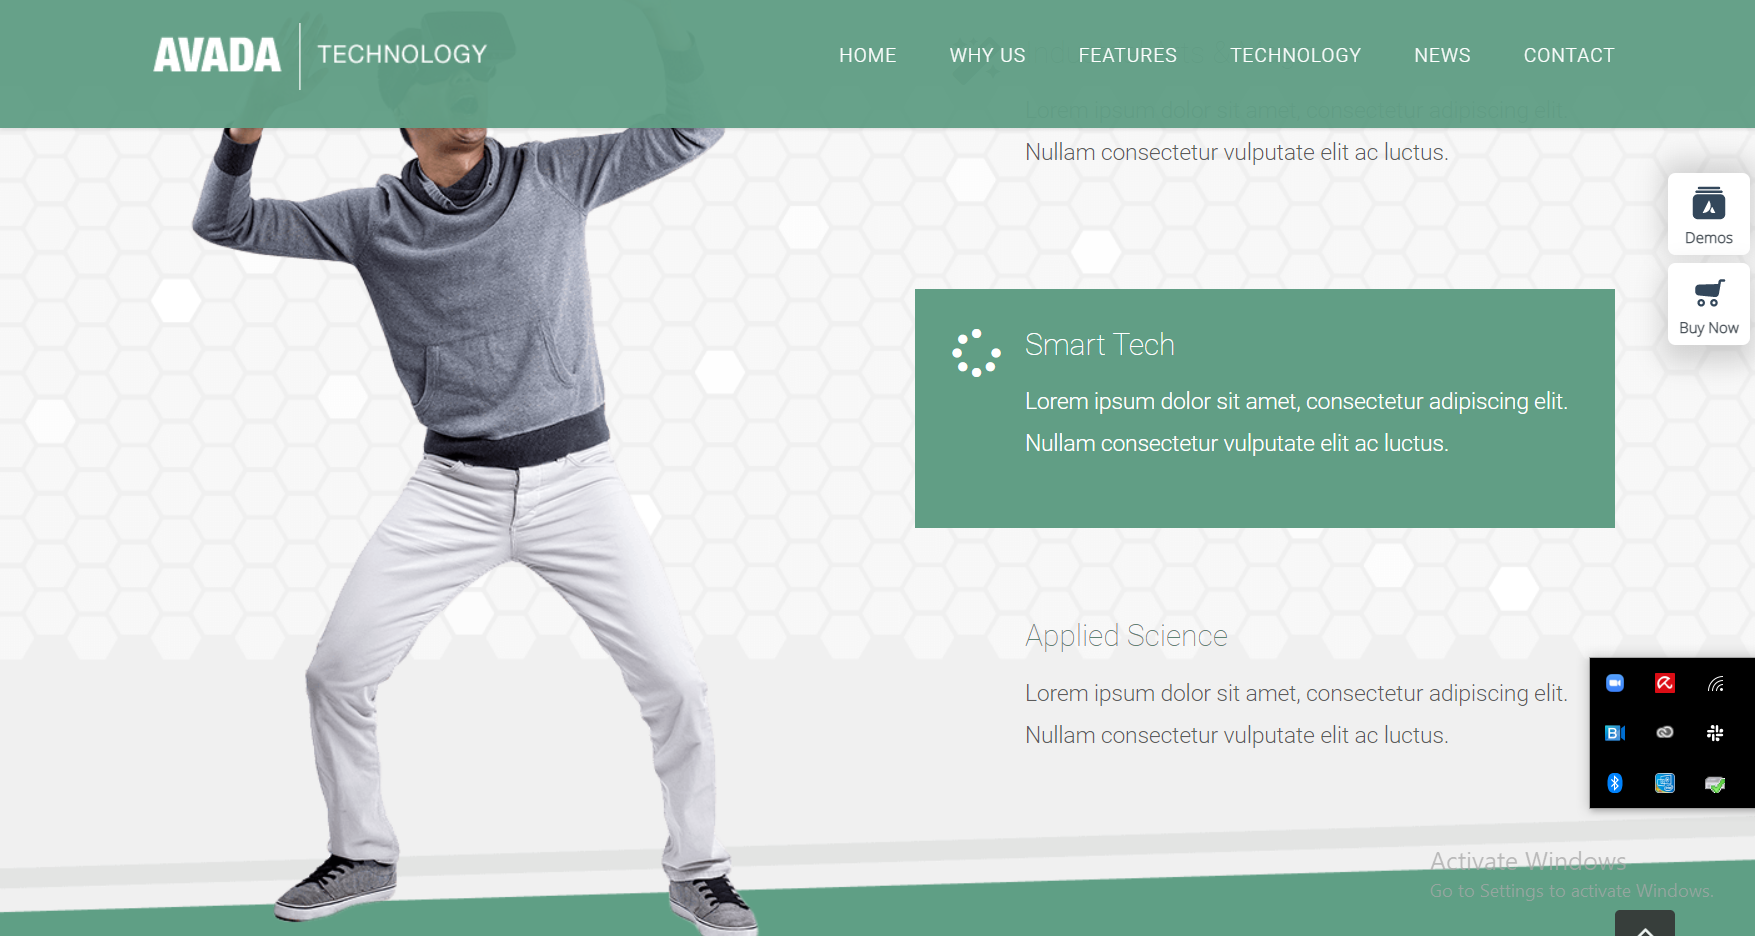 AVADA TECHNOLOGY
HOME WHY US FEATURES TECHNOLOGY NEWS CONTACT
Lorem ipsum dolor sit amet, consectetur adipiscing elit.
Nullam consectetur vulputate elit ac luctus.
Demos
Buy Now
Smart Tech
Lorem ipsum dolor sit amet, consectetur adipiscing elit.
Nullam consectetur vulputate elit ac luctus.
Applied Science
Lorem ipsum dolor sit amet, consectetur adipiscing elit.
Nullam consectetur vulputate elit ac luctus.
B
Activate Windows
Go to Settings to activate Windows.